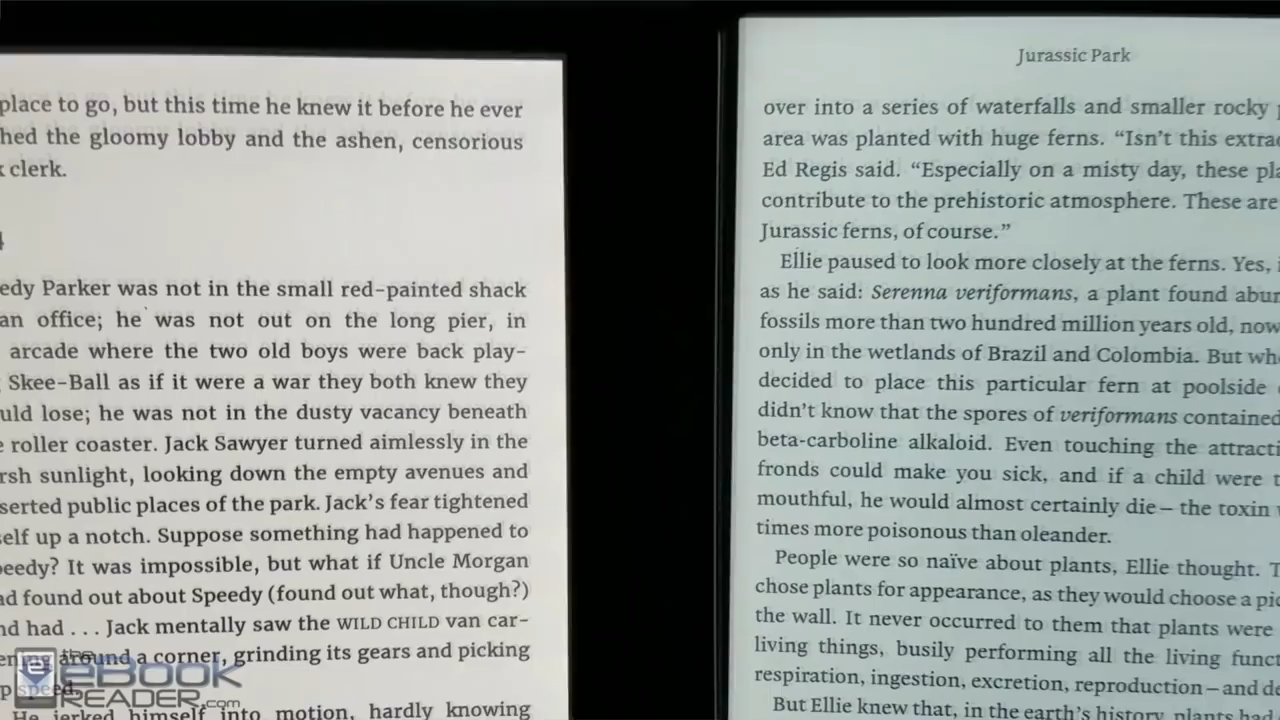 place to go, but this time he knew it before he ever
hed the gloomy lobby and the ashen, censorious
clerk.
edy Parker was not in the small red-painted shack
an office; he was not out on the long pier, in
arcade where the two old boys were back play-
Skee-Ball as if it were a war they both knew they
uld lose; he was not in the dusty vacancy beneath
roller coaster. Jack Sawyer turned aimlessly in the
rsh sunlight, looking down the empty avenues and
serted public places of the park. Jack's fear tightened
self up a notch. Suppose something had happened to
eedy? It was impossible, but what if Uncle Morgan
ad found out about Speedy (found out what, though?)
nd had . . . Jack mentally saw the WILD CHILD van car-
ening around a corner, grinding its gears and picking
p speed.
He jerked himself into motion, hardly knowing
Jurassic Park
over into a series of waterfalls and smaller rocky
area was planted with huge ferns. “Isn’t this extrao
Ed Regis said. “Especially on a misty day, these pla
contribute to the prehistoric atmosphere. These are
Jurassic ferns, of course.”
Ellie paused to look more closely at the ferns. Yes,
as he said: Serenna veriformans, a plant found abun
fossils more than two hundred million years old, now
only in the wetlands of Brazil and Colombia. But who
decided to place this particular fern at poolside
didn’t know that the spores of veriformans contained
beta-carboline alkaloid. Even touching the attracti
fronds could make you sick, and if a child were t
mouthful, he would almost certainly die – the toxin
times more poisonous than oleander.
People were so naïve about plants, Ellie thought. T
chose plants for appearance, as they would choose a pic
the wall. It never occurred to them that plants were
living things, busily performing all the living funct
respiration, ingestion, excretion, reproduction – and de
But Ellie knew that, in the earth’s history, plants had
the eBOOK
READER.com